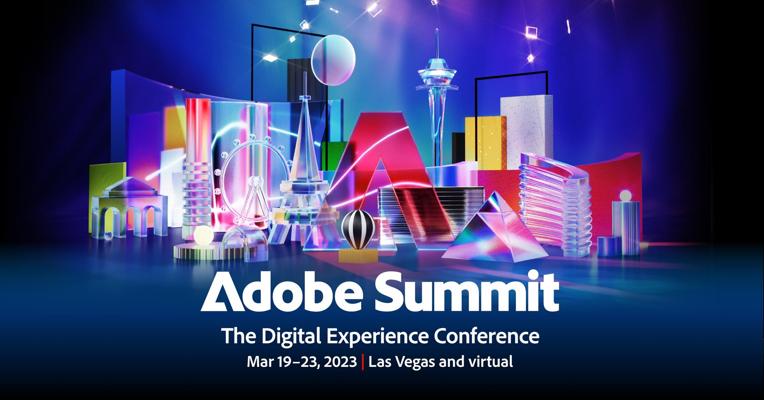 Adobe Summit
The Digital Experience Conference
Mar 19–23, 2023 | Las Vegas and virtual